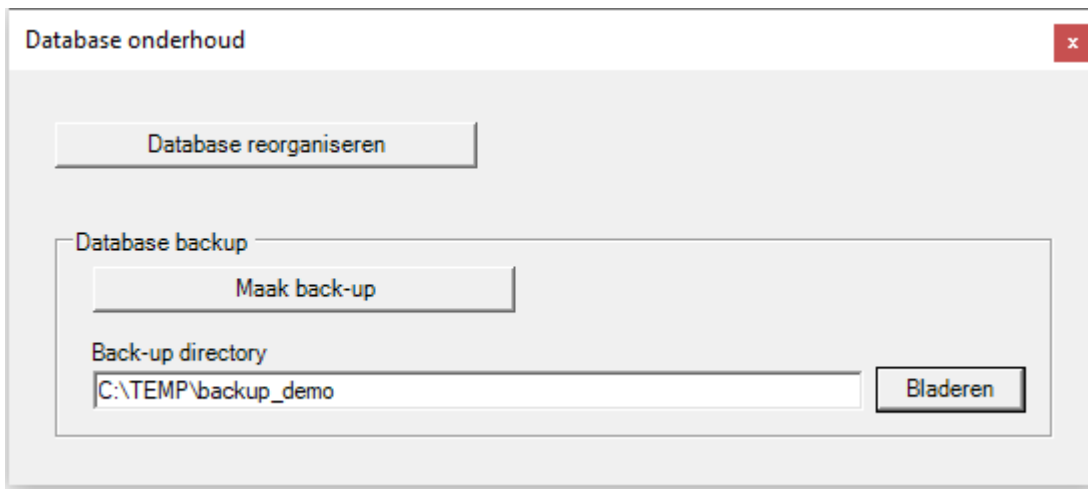 Database onderhoud
x
Database reorganiseren
Database backup
Maak back-up
Back-up directory
C:\TEMP\backup_demo
Bladeren